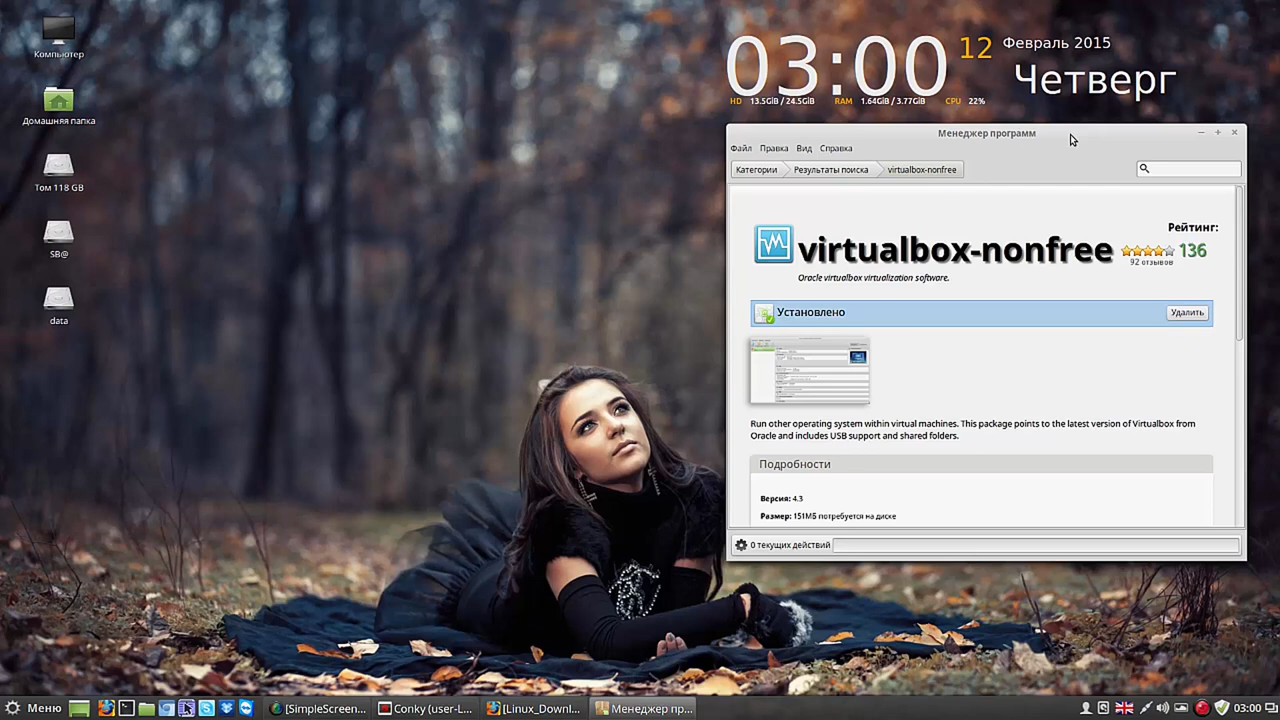 Компьютер
Домашняя папка
Том 118 GB
SB@
data
03:00
12
Февраль 2015
Четверг
HD 13.5GiB / 24.5GiB RAM 1.64GiB / 3.77GiB CPU 22%
Менеджер программ
Файл Правка Вид Справка
Категории Результаты поиска virtualbox-nonfree
virtualbox-nonfree
Oracle virtualbox virtualization software.
Рейтинг:
136
92 отзывов
Установлено
Удалить
Run other operating system within virtual machines. This package points to the latest version of Virtualbox from
Oracle and includes USB support and shared folders.
Подробности
Версия: 4.3
Размер: 151МБ потребуется на диске
0 текущих действий
Меню [SimpleScreen... Conky (user-L... [Linux_Downl... Менеджер пр... 03:00